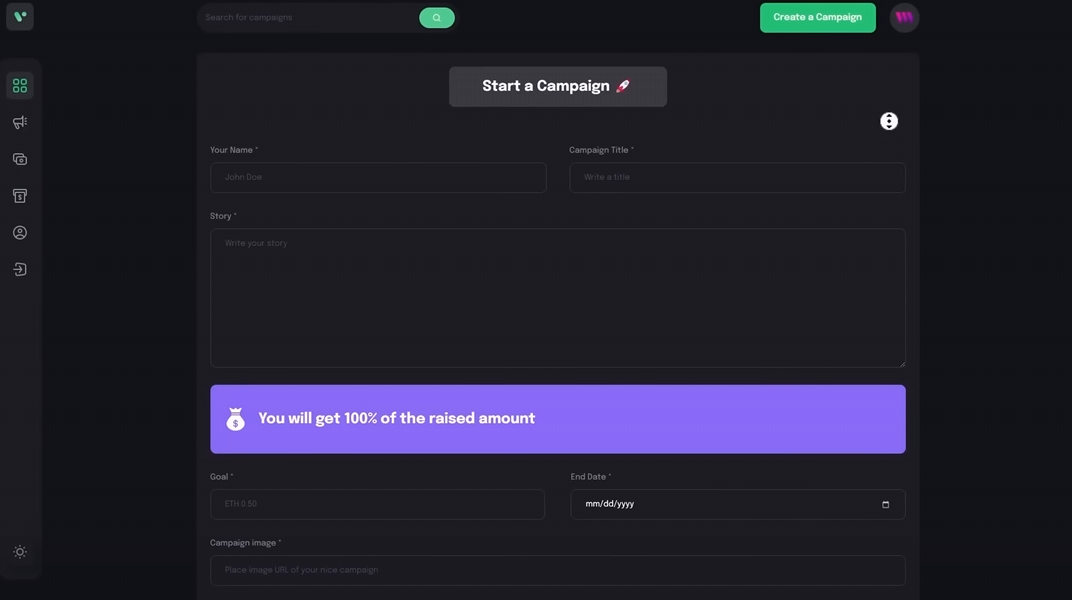 Search for campaigns
Create a Campaign
Start a Campaign 🚀
Your Name *
Campaign Title *
John Doe
Write a title
Story *
Write your story
$ You will get 100% of the raised amount
Goal *
End Date *
ETH 0.50
mm/dd/yyyy
Campaign image *
Place image URL of your nice campaign